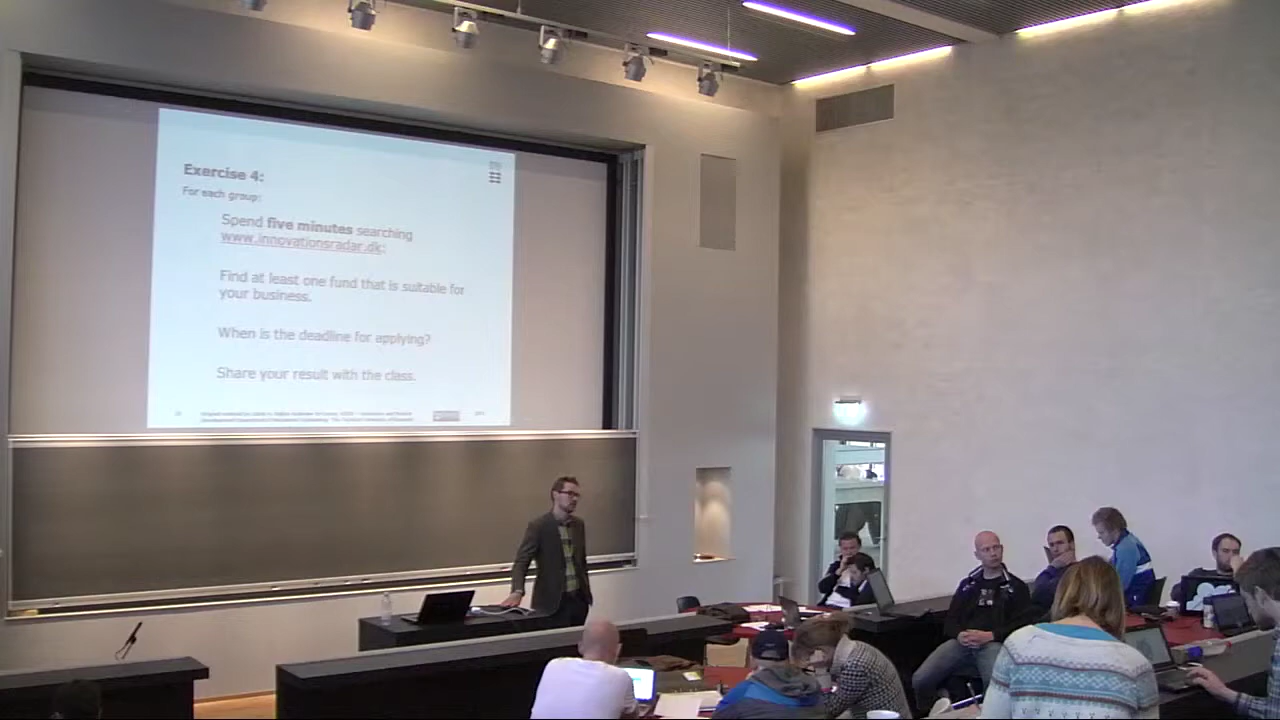 Exercise 4:
For each group:
Spend five minutes searching
www.innovationsradar.dk:
Find at least one fund that is suitable for
your business.
When is the deadline for applying?
Share your result with the class.